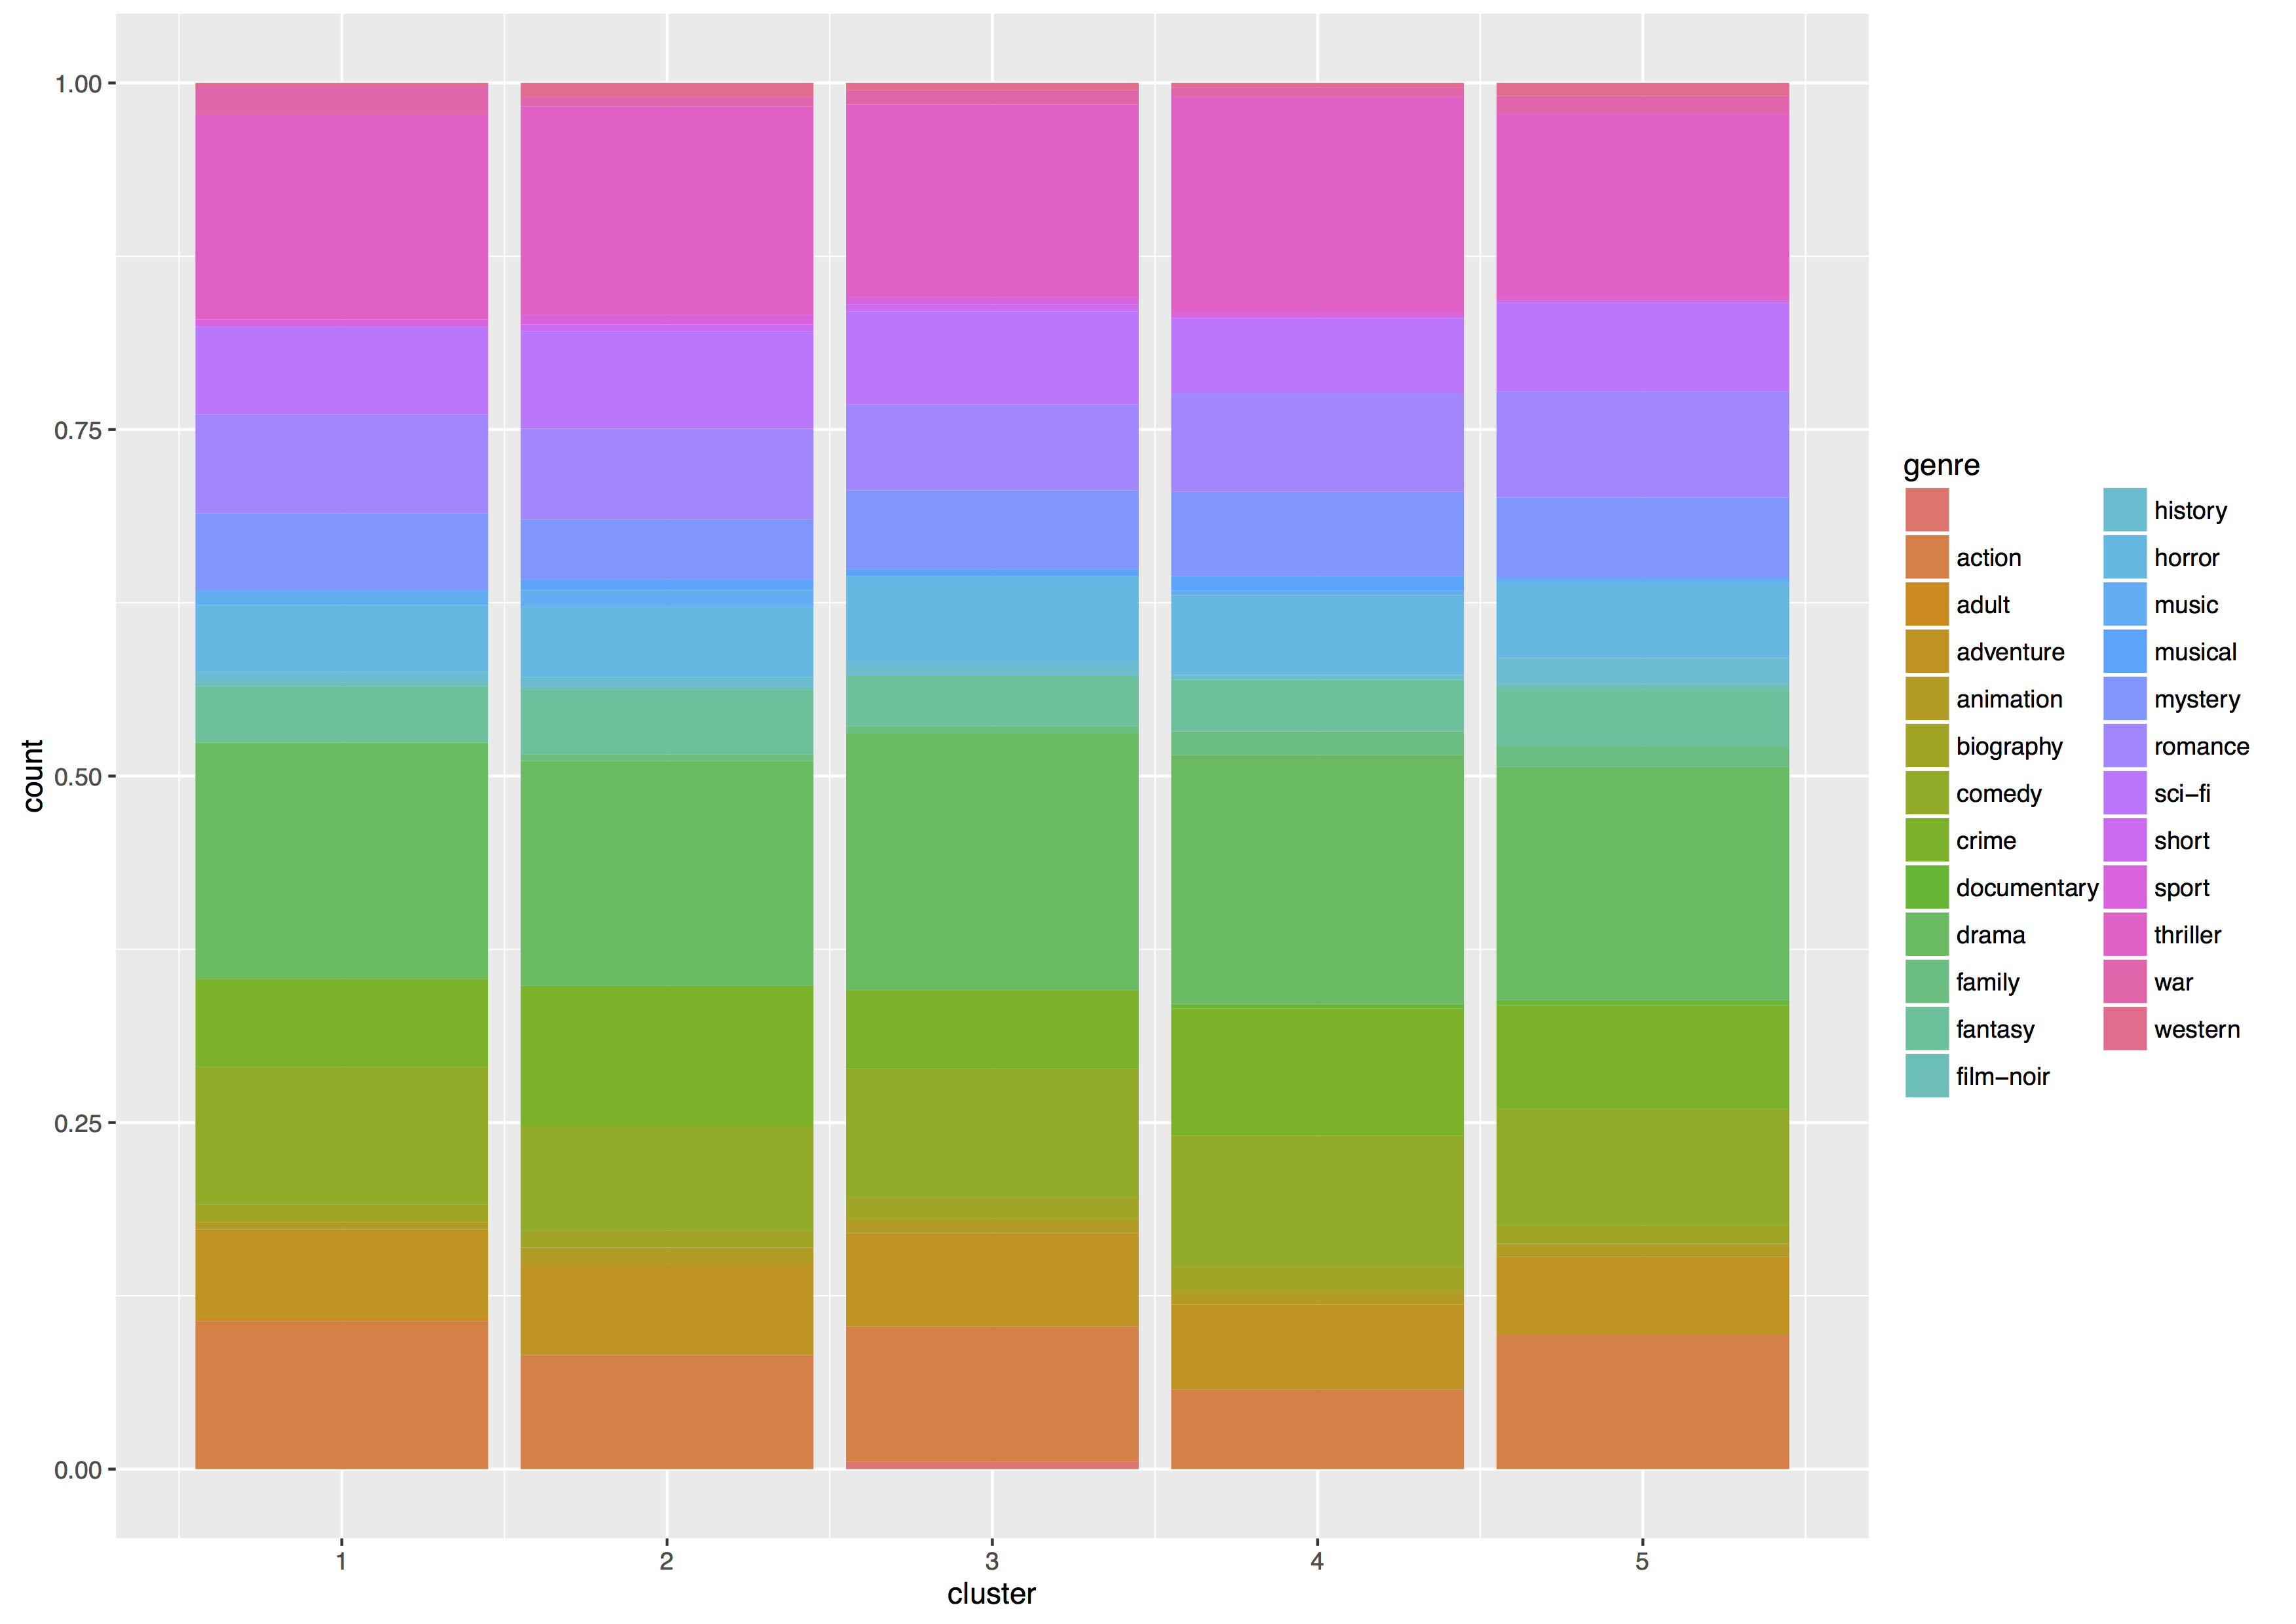 1.00
0.75
0.50
0.25
0.00
count
1
2
3
4
5
cluster
genre
action
adult
adventure
animation
biography
comedy
crime
documentary
drama
family
fantasy
film−noir
history
horror
music
musical
mystery
romance
sci−fi
short
sport
thriller
war
western